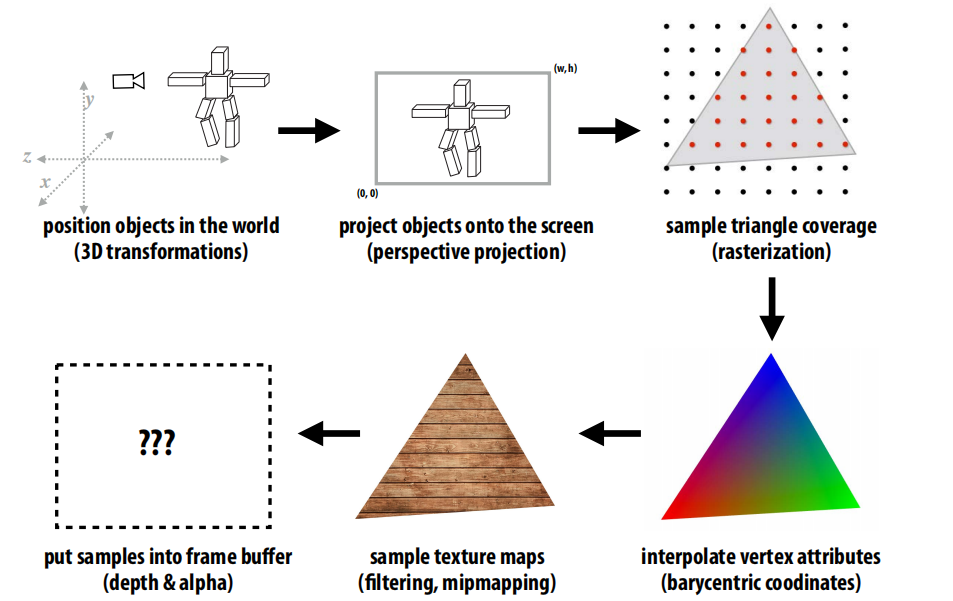 y
z
x
(w, h)
(0, 0)
position objects in the world
(3D transformations)
project objects onto the screen
(perspective projection)
sample triangle coverage
(rasterization)
???
put samples into frame buffer
(depth & alpha)
sample texture maps
(filtering, mipmapping)
interpolate vertex attributes
(barycentric coodinates)